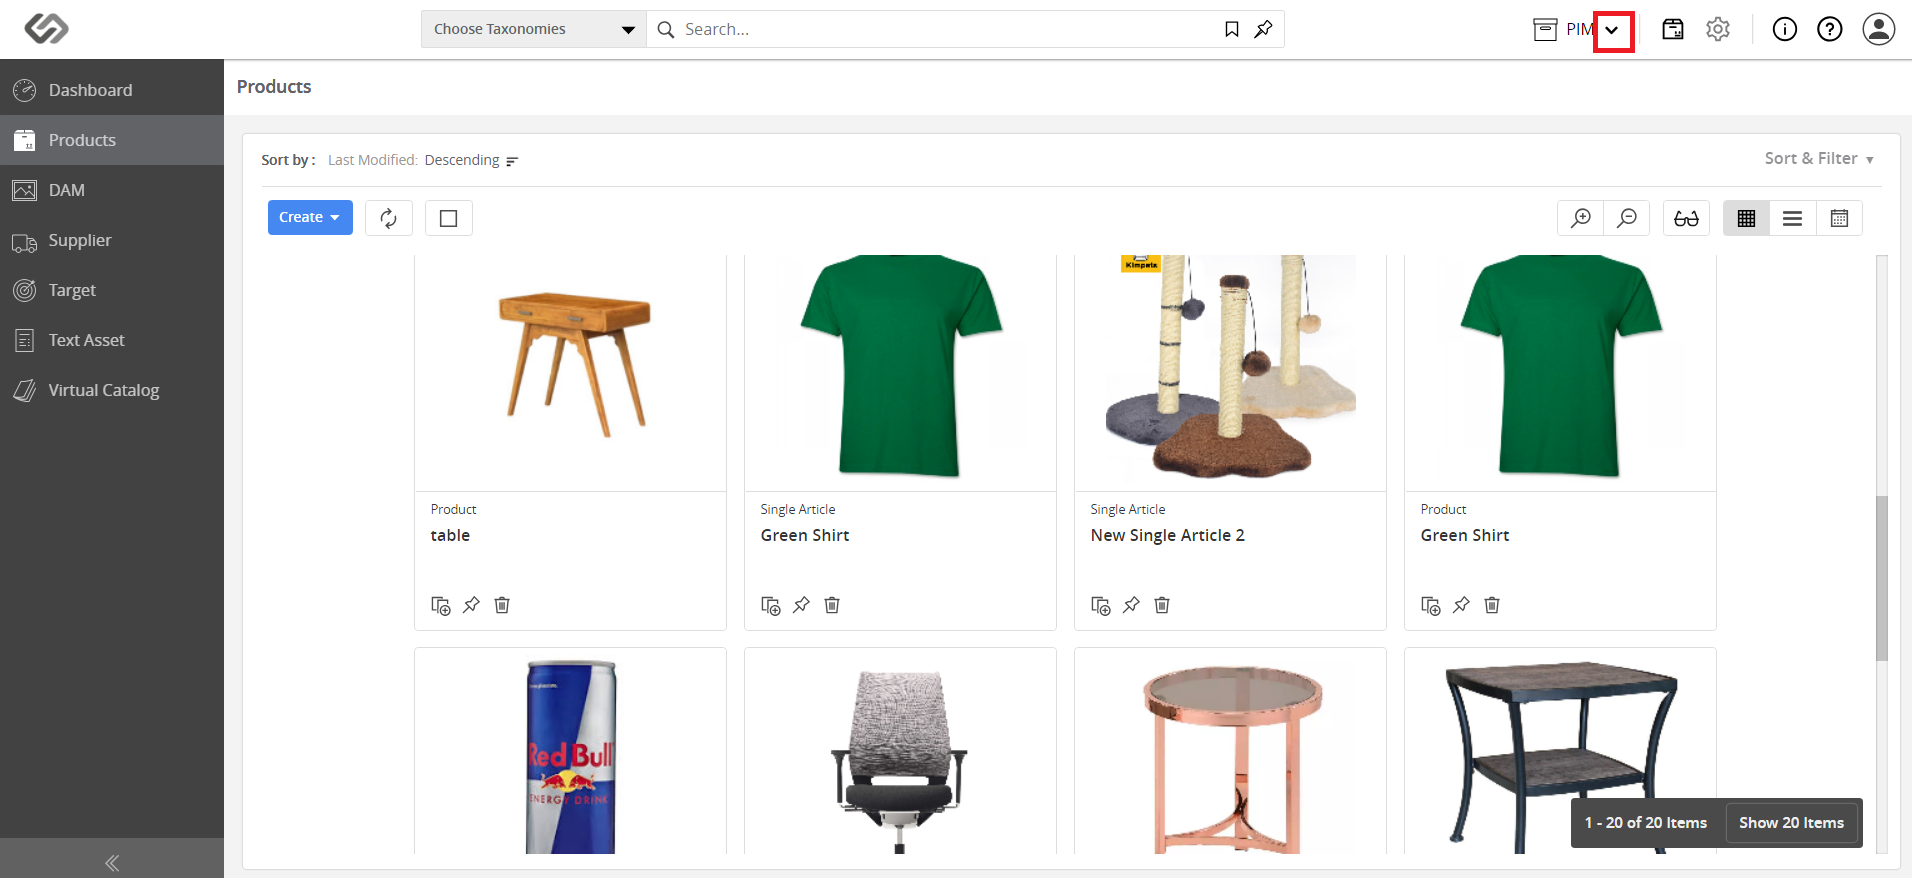 Choose Taxonomies
Search...
PIM
Dashboard
Products
DAM
Supplier
Target
Text Asset
Virtual Catalog
Products
Sort by : Last Modified: Descending
Sort & Filter
Create
Kimpets
Product
table
Single Article
Green Shirt
Single Article
New Single Article 2
Product
Green Shirt
Red Bull
ENERGY DRINK
1 - 20 of 20 Items
Show 20 Items